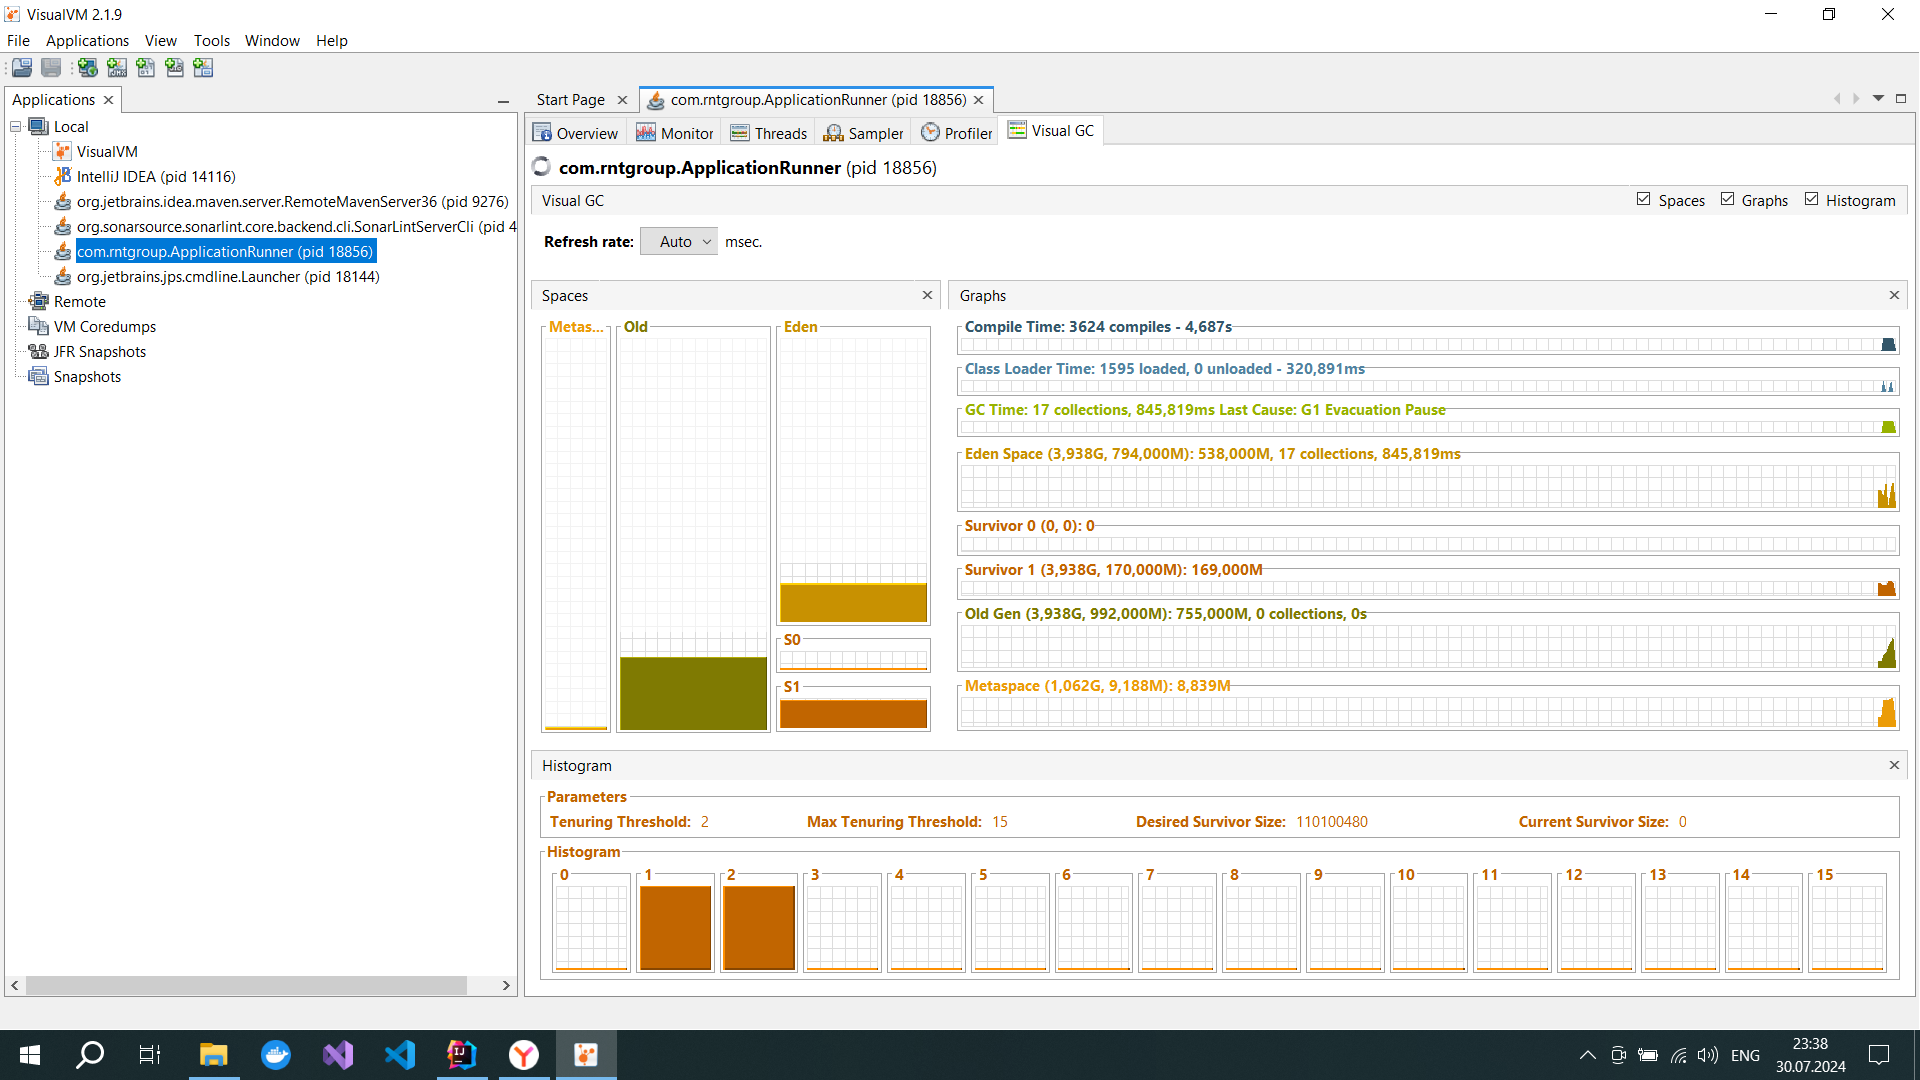 VisualVM 2.1.9
File Applications View Tools Window Help
Applications
Start Page
com.rntgroup.ApplicationRunner (pid 18856)
Local
VisualVM
IntelliJ IDEA (pid 14116)
org.jetbrains.idea.maven.server.RemoteMavenServer36 (pid 9276)
org.sonarsource.sonarlint.core.backend.cli.SonarLintServerCli (pid 4
com.rntgroup.ApplicationRunner (pid 18856)
org.jetbrains.jps.cmdline.Launcher (pid 18144)
Remote
VM Coredumps
JFR Snapshots
Snapshots
Overview Monitor Threads Sampler Profiler Visual GC
com.rntgroup.ApplicationRunner (pid 18856)
Visual GC
Spaces Graphs Histogram
Refresh rate: Auto msec.
Spaces
Metas...
Old
Eden
S0
S1
Graphs
Compile Time: 3624 compiles - 4,687s
Class Loader Time: 1595 loaded, 0 unloaded - 320,891ms
GC Time: 17 collections, 845,819ms Last Cause: G1 Evacuation Pause
Eden Space (3,938G, 794,000M): 538,000M, 17 collections, 845,819ms
Survivor 0 (0, 0): 0
Survivor 1 (3,938G, 170,000M): 169,000M
Old Gen (3,938G, 992,000M): 755,000M, 0 collections, 0s
Metaspace (1,062G, 9,188M): 8,839M
Histogram
Parameters
Tenuring Threshold: 2 Max Tenuring Threshold: 15 Desired Survivor Size: 110100480 Current Survivor Size: 0
Histogram
0 1 2 3 4 5 6 7 8 9 10 11 12 13 14 15
ENG
23:38
30.07.2024